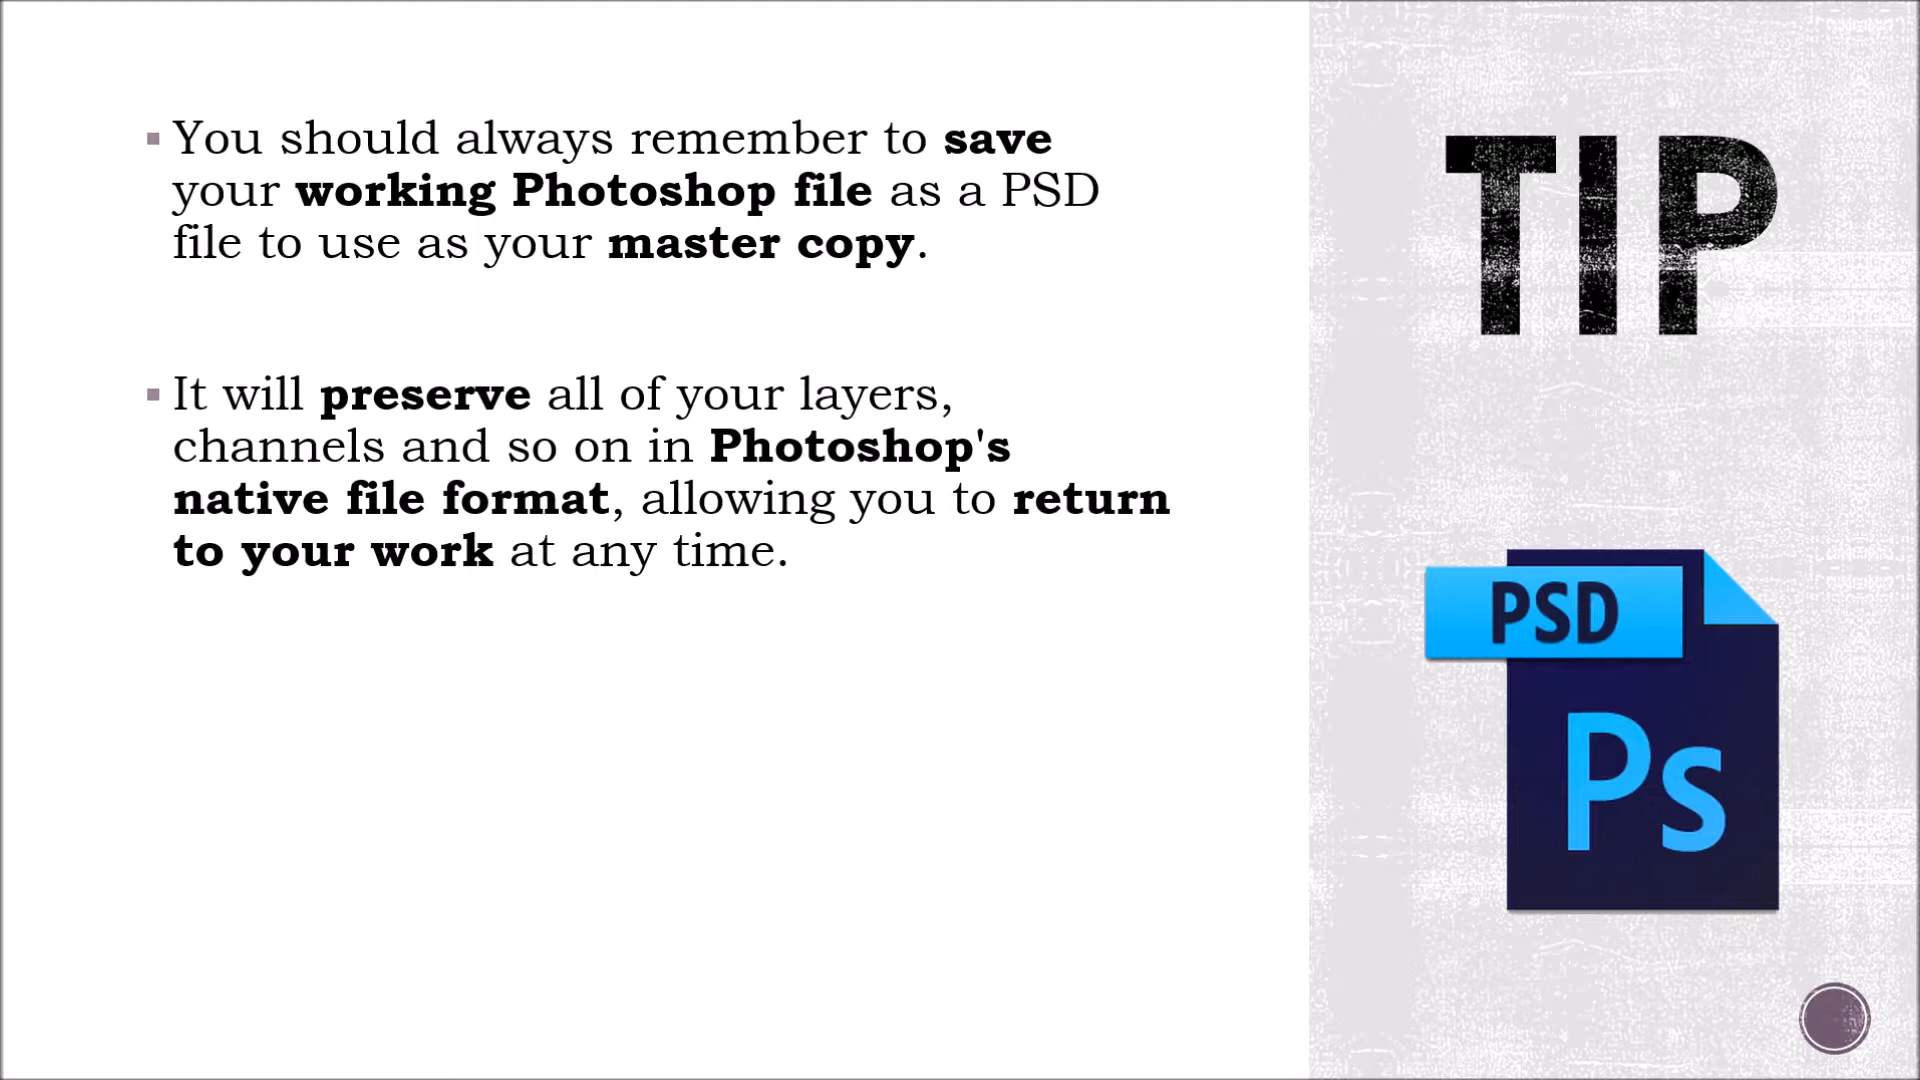 You should always remember to save
your working Photoshop file as a PSD
file to use as your master copy.
It will preserve all of your layers,
channels and so on in Photoshop's
native file format, allowing you to return
to your work at any time.
TIP
PSD
Ps